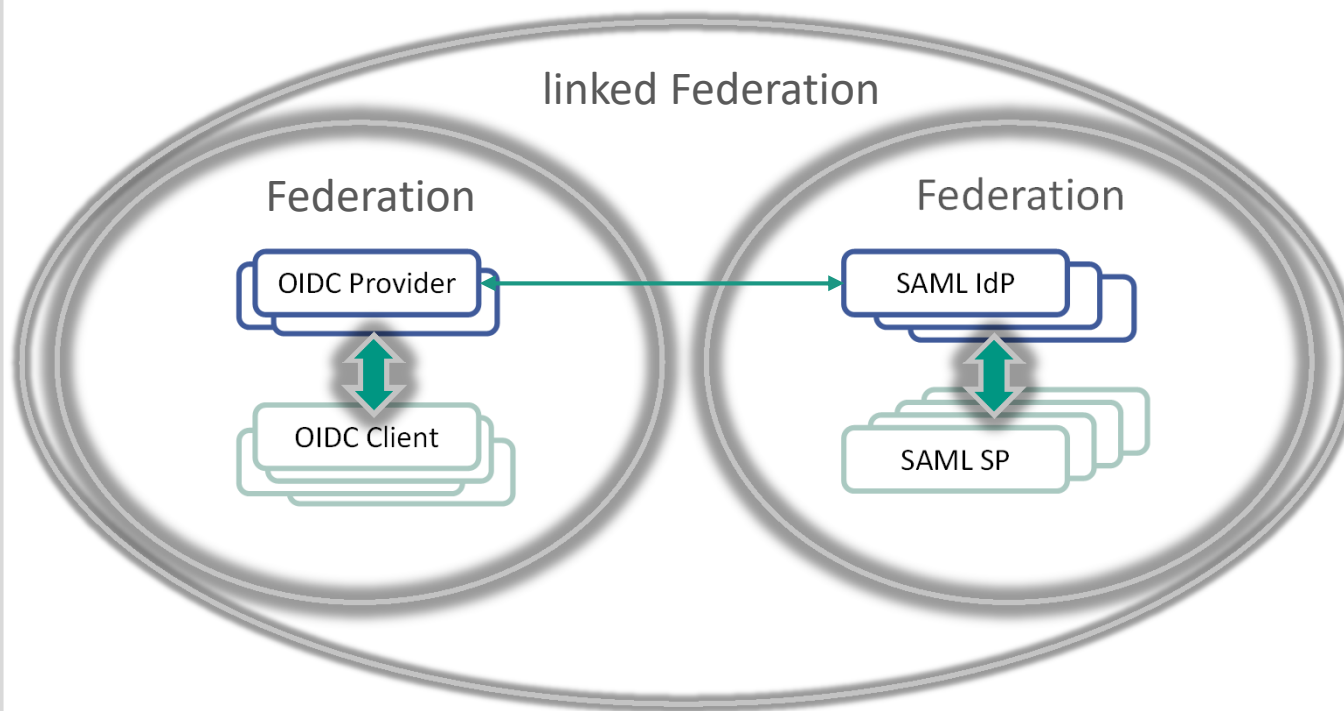 linked Federation
Federation
Federation
OIDC Provider
SAML IdP
OIDC Client
SAML SP